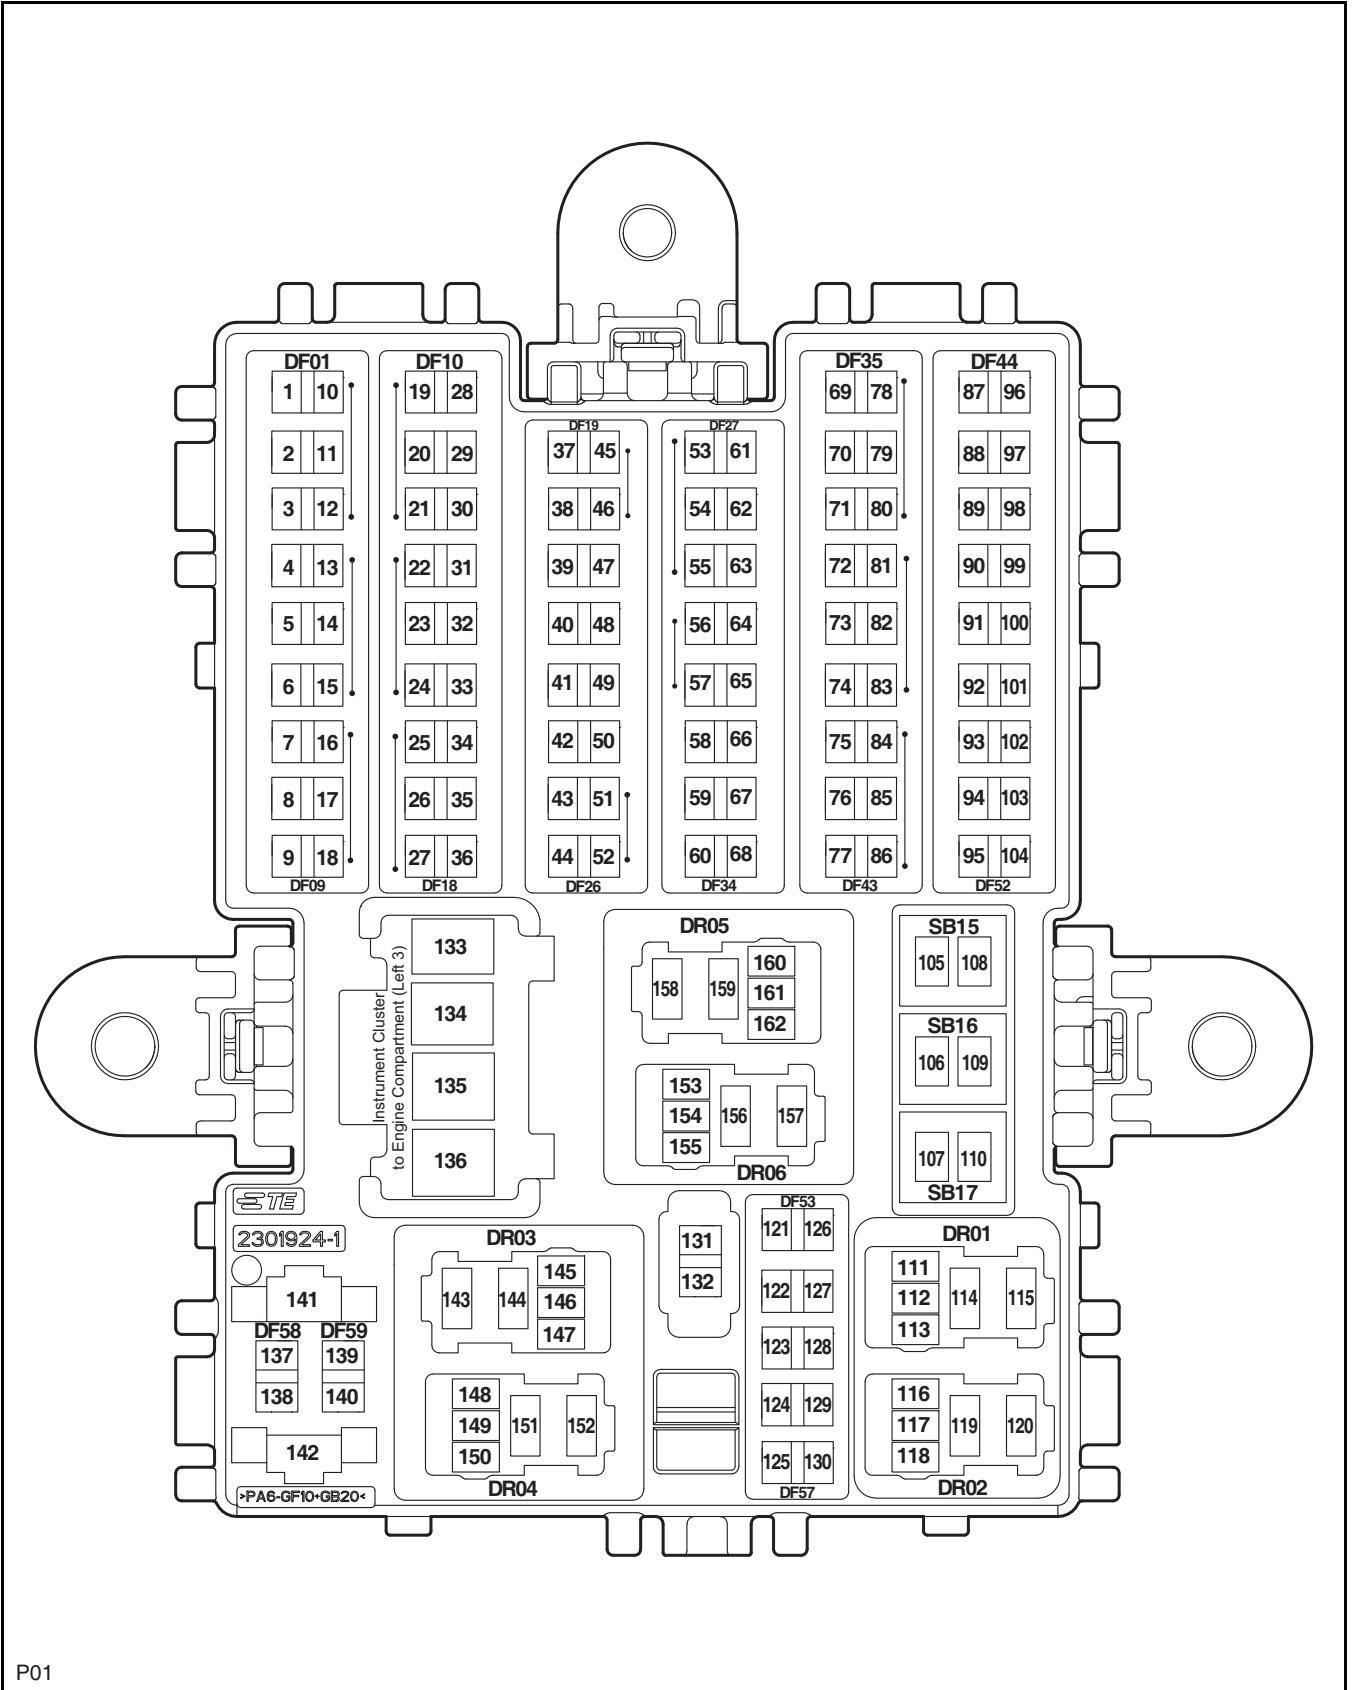 DF01 DF10 DF35 DF44
1 10 19 28 69 78 87 96
DF19 DF27
2 11 20 29 37 45 53 61 70 79 88 97
3 12 21 30 38 46 54 62 71 80 89 98
4 13 22 31 39 47 55 63 72 81 90 99
5 14 23 32 40 48 56 64 73 82 91 100
6 15 24 33 41 49 57 65 74 83 92 101
7 16 25 34 42 50 58 66 75 84 93 102
8 17 26 35 43 51 59 67 76 85 94 103
9 18 27 36 44 52 60 68 77 86 95 104
DF09 DF18 DF26 DF34 DF43 DF52
Instrument Cluster
to Engine Compartment (Left 3)
133
134
135
136
DR05
158 159 160
161
162
153
154 156 157
155
DR06
SB15
105 108
SB16
106 109
107 110
SB17
TE
2301924-1
141
DF58 DF59
137 139
138 140
142
>PA6-GF10+GB20<
DR03
143 144 145
146
147
148
149 151 152
150
DR04
131
132
DF53
121 126
122 127
123 128
124 129
125 130
DF57
DR01
111
112 114 115
113
116
117 119 120
118
DR02
P01